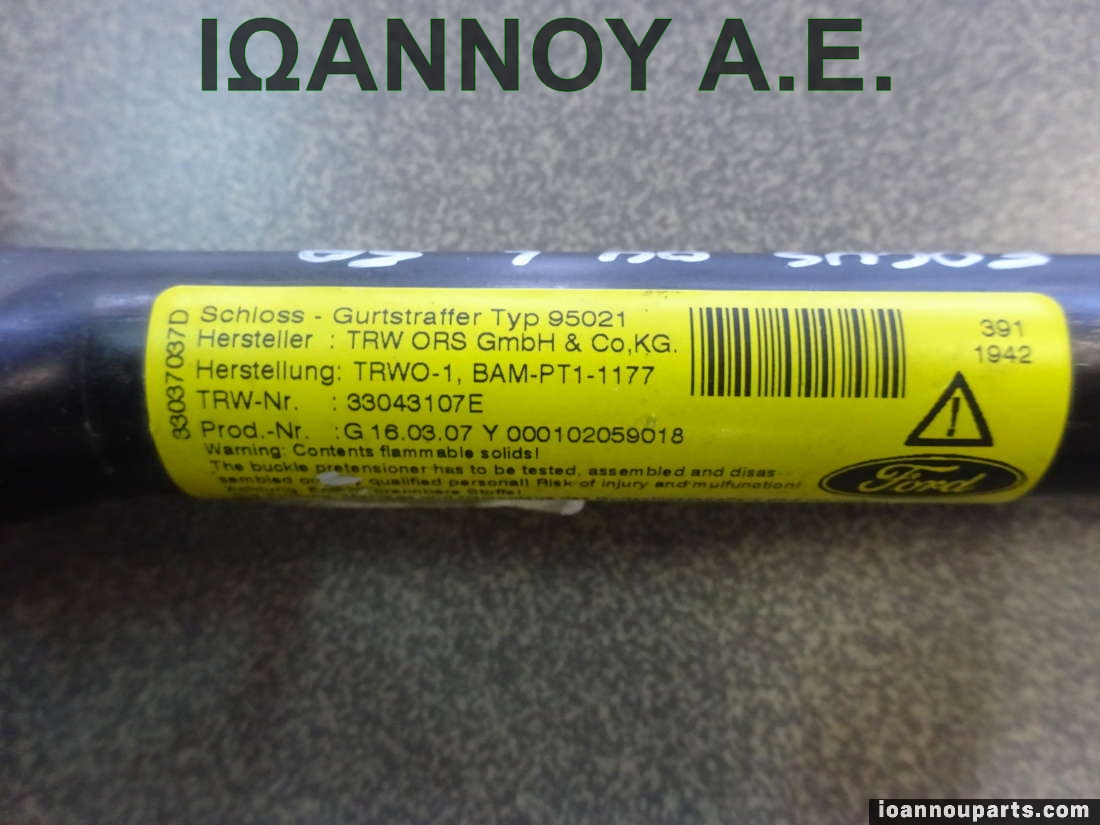 ΙΩΑΝΝΟΥ Α.Ε.
33037037D
Schloss - Gurtstraffer Typ 95021
Hersteller : TRW ORS GmbH & Co,KG.
Herstellung: TRWO-1, BAM-PT1-1177
TRW-Nr. : 33043107E
Prod.-Nr. :G 16.03.07 Y 000102059018
Warning: Contents flammable solids!
The buckle pretensioner has to be tested, assembled and disas-
sembled qualified personal! Risk of injury and mulfunction!
391
1942
Ford
ioannouparts.com